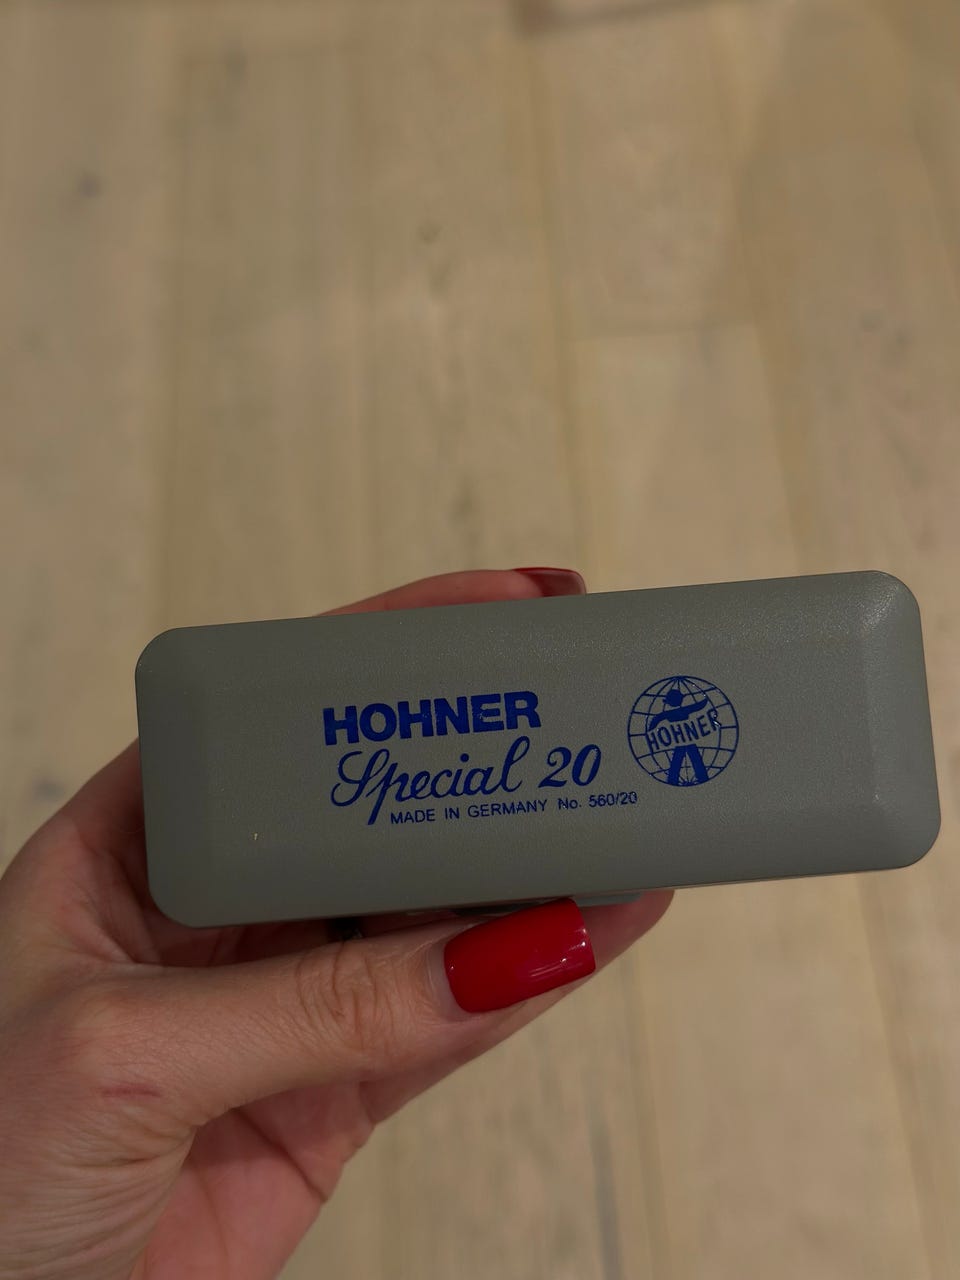 HOHNER
Special 20
MADE IN GERMANY No. 560/20
HOHNER